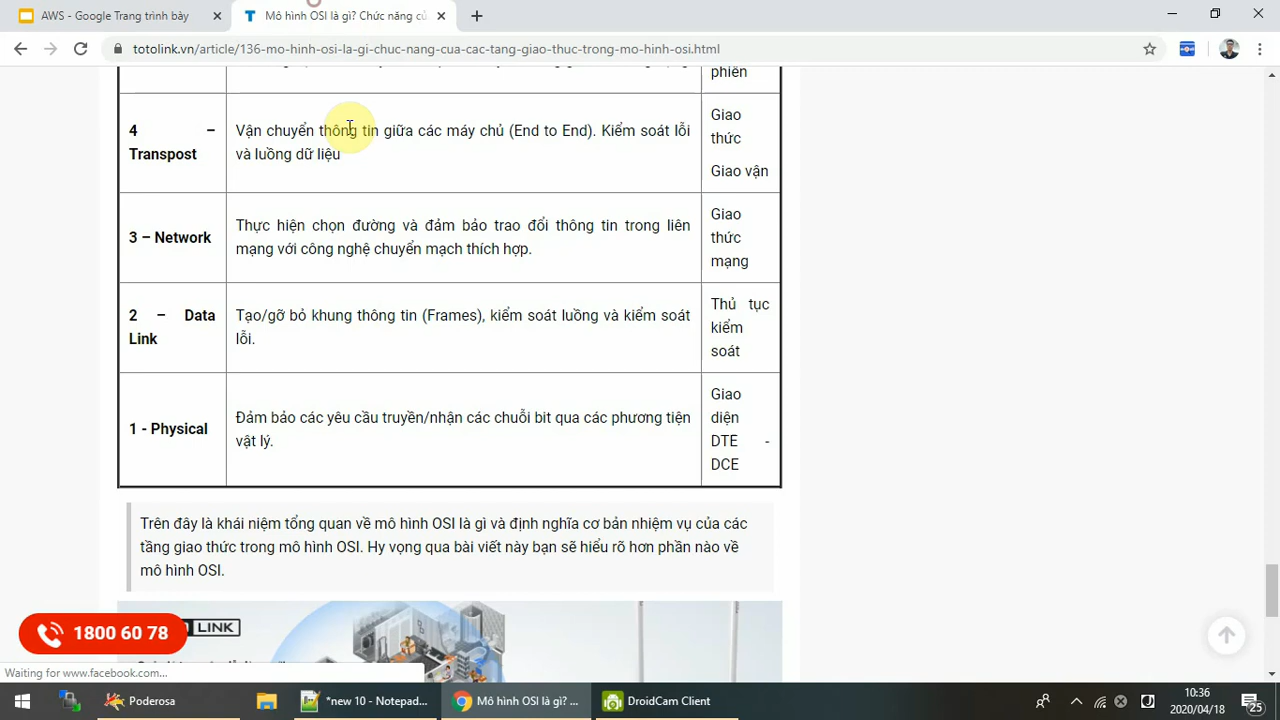 AWS - Google Trang trình bày
Mô hình OSI là gì? Chức năng củ
totolink.vn/article/136-mo-hinh-osi-la-gi-chuc-nang-cua-cac-tang-giao-thuc-trong-mo-hinh-osi.html
phiên
4 –
Transpost
Vận chuyển thông tin giữa các máy chủ (End to End). Kiểm soát lỗi
và luồng dữ liệu
Giao
thức
Giao vận
3 – Network
Thực hiện chọn đường và đảm bảo trao đổi thông tin trong liên
mạng với công nghệ chuyển mạch thích hợp.
Giao
thức
mạng
2 – Data
Link
Tạo/gỡ bỏ khung thông tin (Frames), kiểm soát luồng và kiểm soát
lỗi.
Thủ tục
kiểm
soát
1 - Physical
Đảm bảo các yêu cầu truyền/nhận các chuỗi bit qua các phương tiện
vật lý.
Giao
diện
DTE -
DCE
Trên đây là khái niệm tổng quan về mô hình OSI là gì và định nghĩa cơ bản nhiệm vụ của các
tầng giao thức trong mô hình OSI. Hy vọng qua bài viết này bạn sẽ hiểu rõ hơn phần nào về
mô hình OSI.
LINK
1800 60 78
Waiting for www.facebook.com...
Poderosa
*new 10 - Notepad...
Mô hình OSI là gì? ...
DroidCam Client
10:36
2020/04/18
25